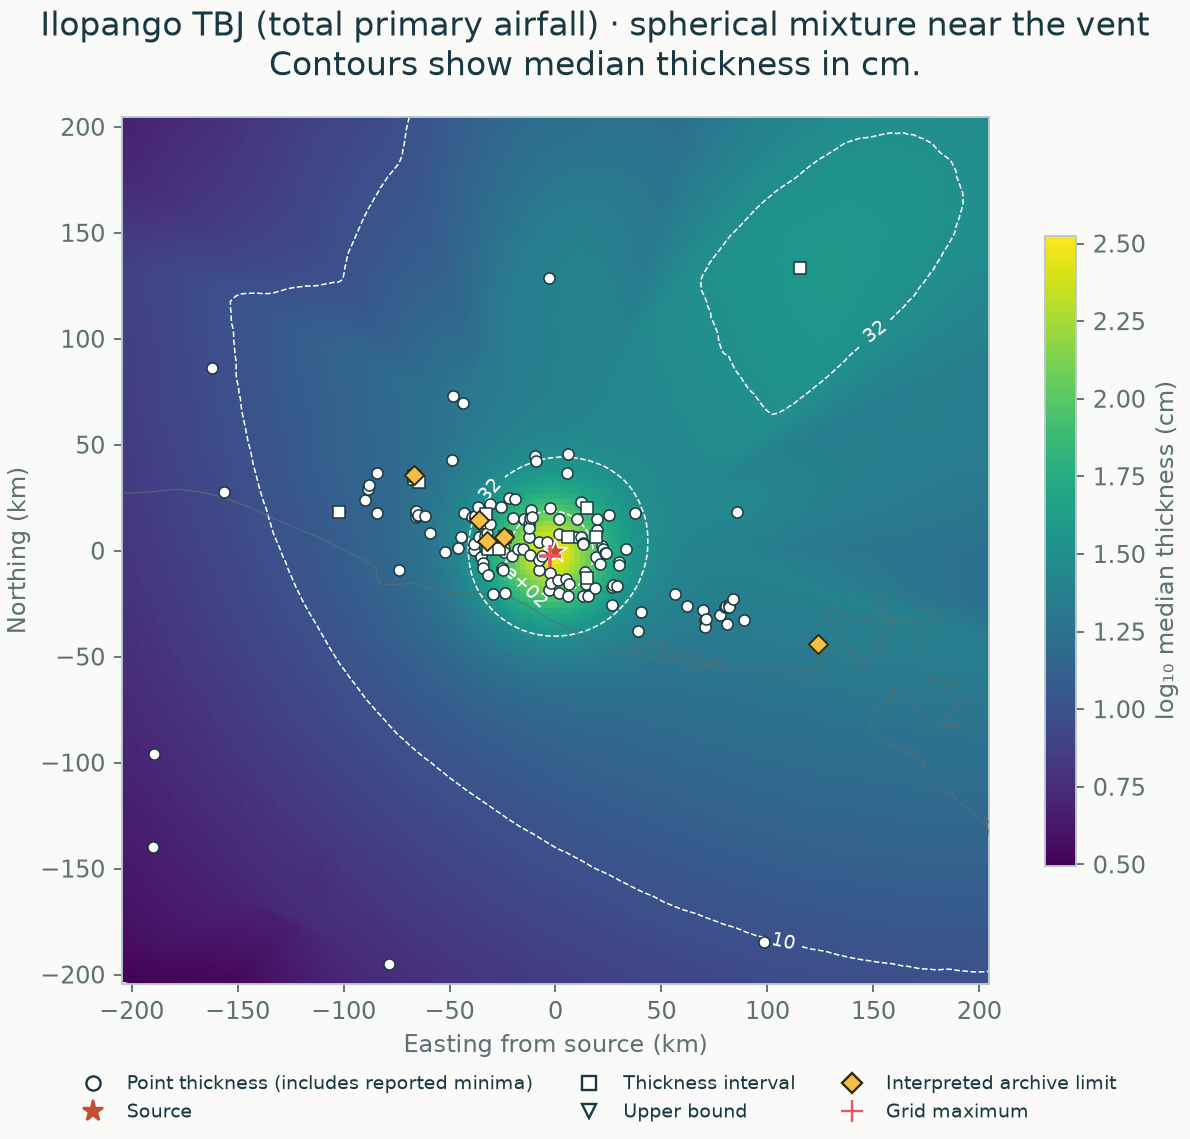 Ilopango TBJ (total primary airfall) · spherical mixture near the vent
Contours show median thickness in cm.
200
150
100
50
0
−50
−100
−150
−200
Northing (km)
32
32
e+02
10
−200
−150
−100
−50
0
50
100
150
200
Easting from source (km)
2.50
2.25
2.00
1.75
1.50
1.25
1.00
0.75
0.50
log₁₀ median thickness (cm)
Point thickness (includes reported minima)
Source
Thickness interval
Upper bound
Interpreted archive limit
Grid maximum